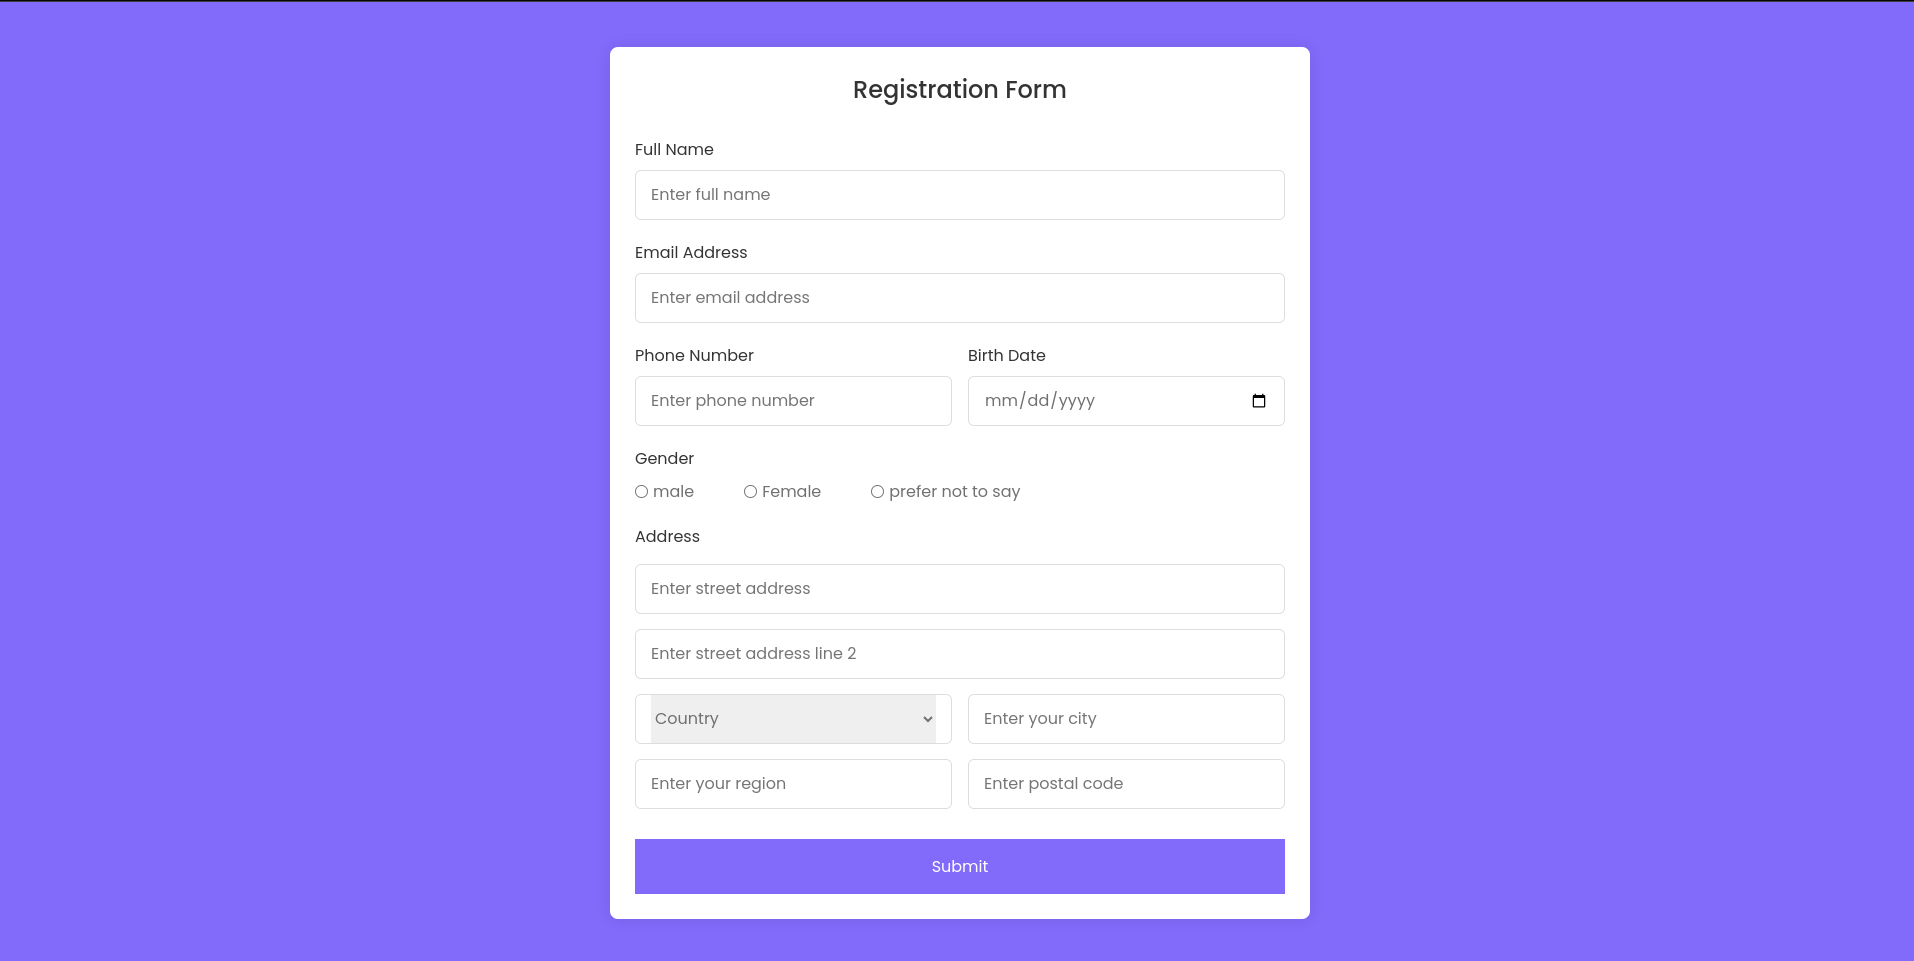 Registration Form
Full Name
Enter full name
Email Address
Enter email address
Phone Number Birth Date
Enter phone number mm/dd/yyyy
Gender
male Female prefer not to say
Address
Enter street address
Enter street address line 2
Country Enter your city
Enter your region Enter postal code
Submit